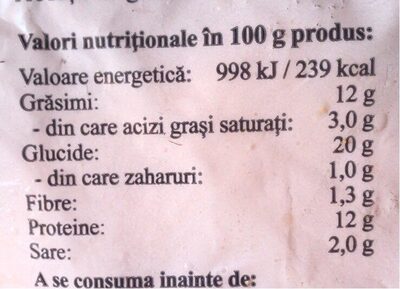 Valori nutriționale în 100 g produs:
Valoare energetică: 998 kJ / 239 kcal
Grăsimi: 12 g
- din care acizi grași saturați: 3,0 g
Glucide: 20 g
- din care zaharuri: 1,0 g
Fibre: 1,3 g
Proteine: 12 g
Sare: 2,0 g
A se consuma inainte de: